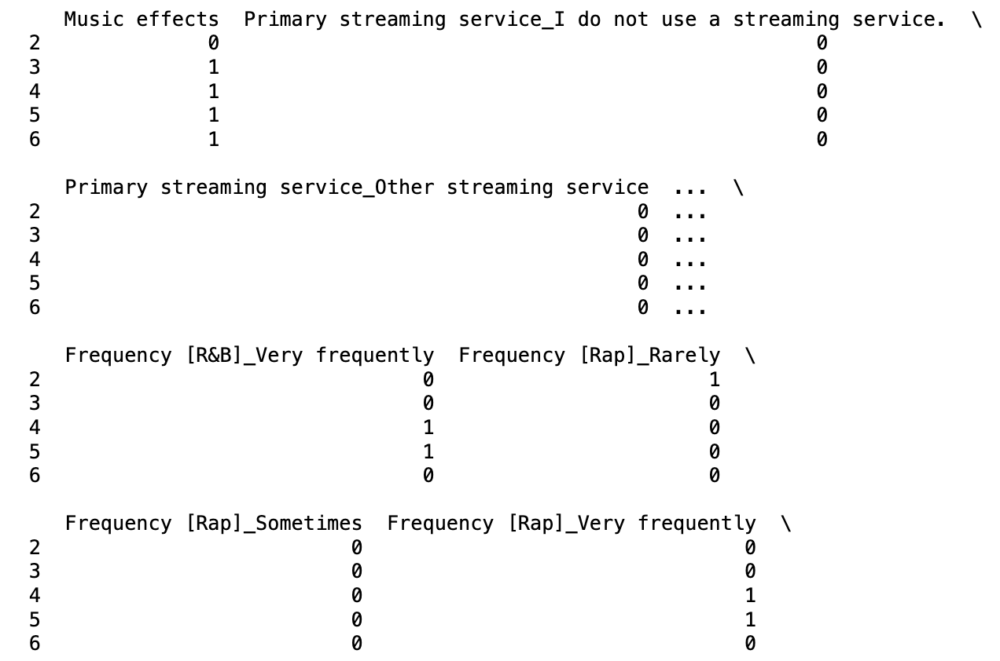 Music effects Primary streaming service_I do not use a streaming service. \
2 0 0
3 1 0
4 1 0
5 1 0
6 1 0
Primary streaming service_Other streaming service ... \
2 0 ...
3 0 ...
4 0 ...
5 0 ...
6 0 ...
Frequency [R&B]_Very frequently Frequency [Rap]_Rarely \
2 0 1
3 0 0
4 1 0
5 1 0
6 0 0
Frequency [Rap]_Sometimes Frequency [Rap]_Very frequently \
2 0 0
3 0 0
4 0 1
5 0 1
6 0 0